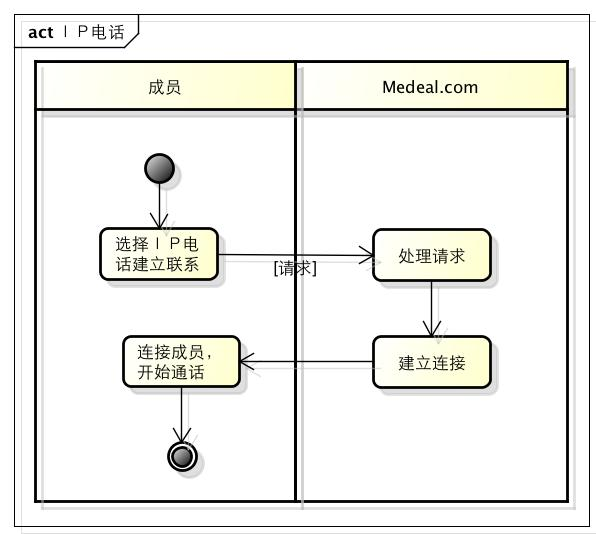 act ＩＰ电话
成员
Medeal.com
选择ＩＰ电
话建立联系
[请求]
处理请求
连接成员，
开始通话
建立连接